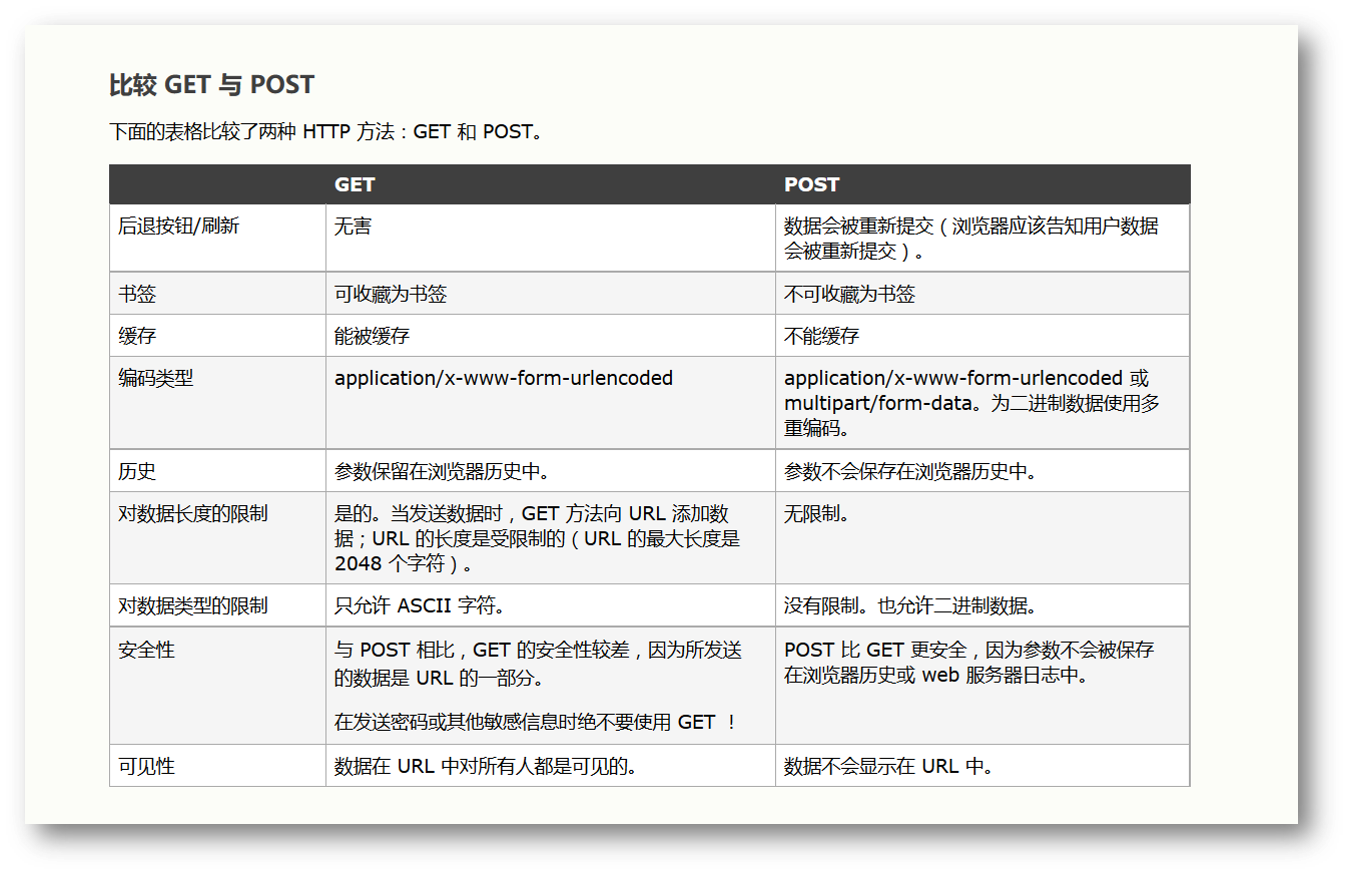 比较 GET 与 POST
下面的表格比较了两种 HTTP 方法：GET 和 POST。
GET POST
后退按钮/刷新 无害 数据会被重新提交（浏览器应该告知用户数据
会被重新提交）。
书签 可收藏为书签 不可收藏为书签
缓存 能被缓存 不能缓存
编码类型 application/x-www-form-urlencoded application/x-www-form-urlencoded 或
multipart/form-data。为二进制数据使用多
重编码。
历史 参数保留在浏览器历史中。 参数不会保存在浏览器历史中。
对数据长度的限制 是的。当发送数据时，GET 方法向 URL 添加数 无限制。
据；URL 的长度是受限制的（URL 的最大长度是
2048 个字符）。
对数据类型的限制 只允许 ASCII 字符。 没有限制。也允许二进制数据。
安全性 与 POST 相比，GET 的安全性较差，因为所发送 POST 比 GET 更安全，因为参数不会被保存
的数据是 URL 的一部分。 在浏览器历史或 web 服务器日志中。
在发送密码或其他敏感信息时绝不要使用 GET ！
可见性 数据在 URL 中对所有人都是可见的。 数据不会显示在 URL 中。